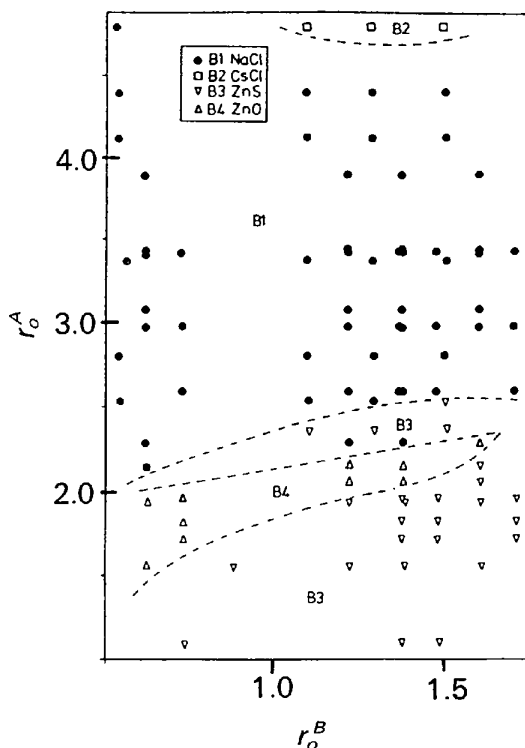 B2
B1 NaCl
B2 CsCl
B3 ZnS
B4 ZnO
4.0
B1
3.0
r_o^A
B3
2.0
B4
B3
1.0
1.5
r_o^B